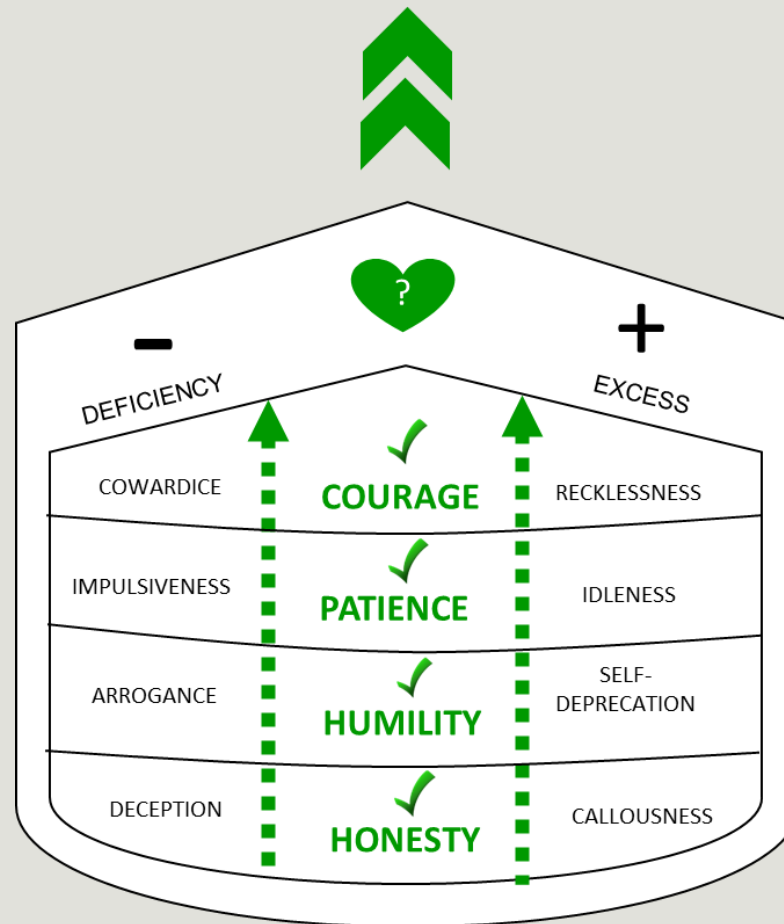 ?
-
+
DEFICIENCY
EXCESS
COWARDICE
COURAGE
RECKLESSNESS
IMPULSIVENESS
PATIENCE
IDLENESS
ARROGANCE
HUMILITY
SELF-
DEPRECATION
DECEPTION
HONESTY
CALLOUSNESS